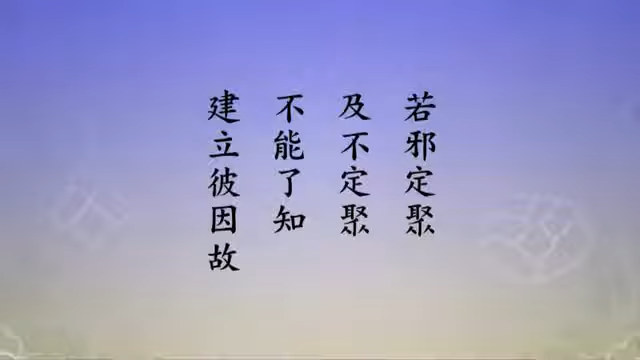 若邪定聚
及不定聚
不能了知
建立彼因故